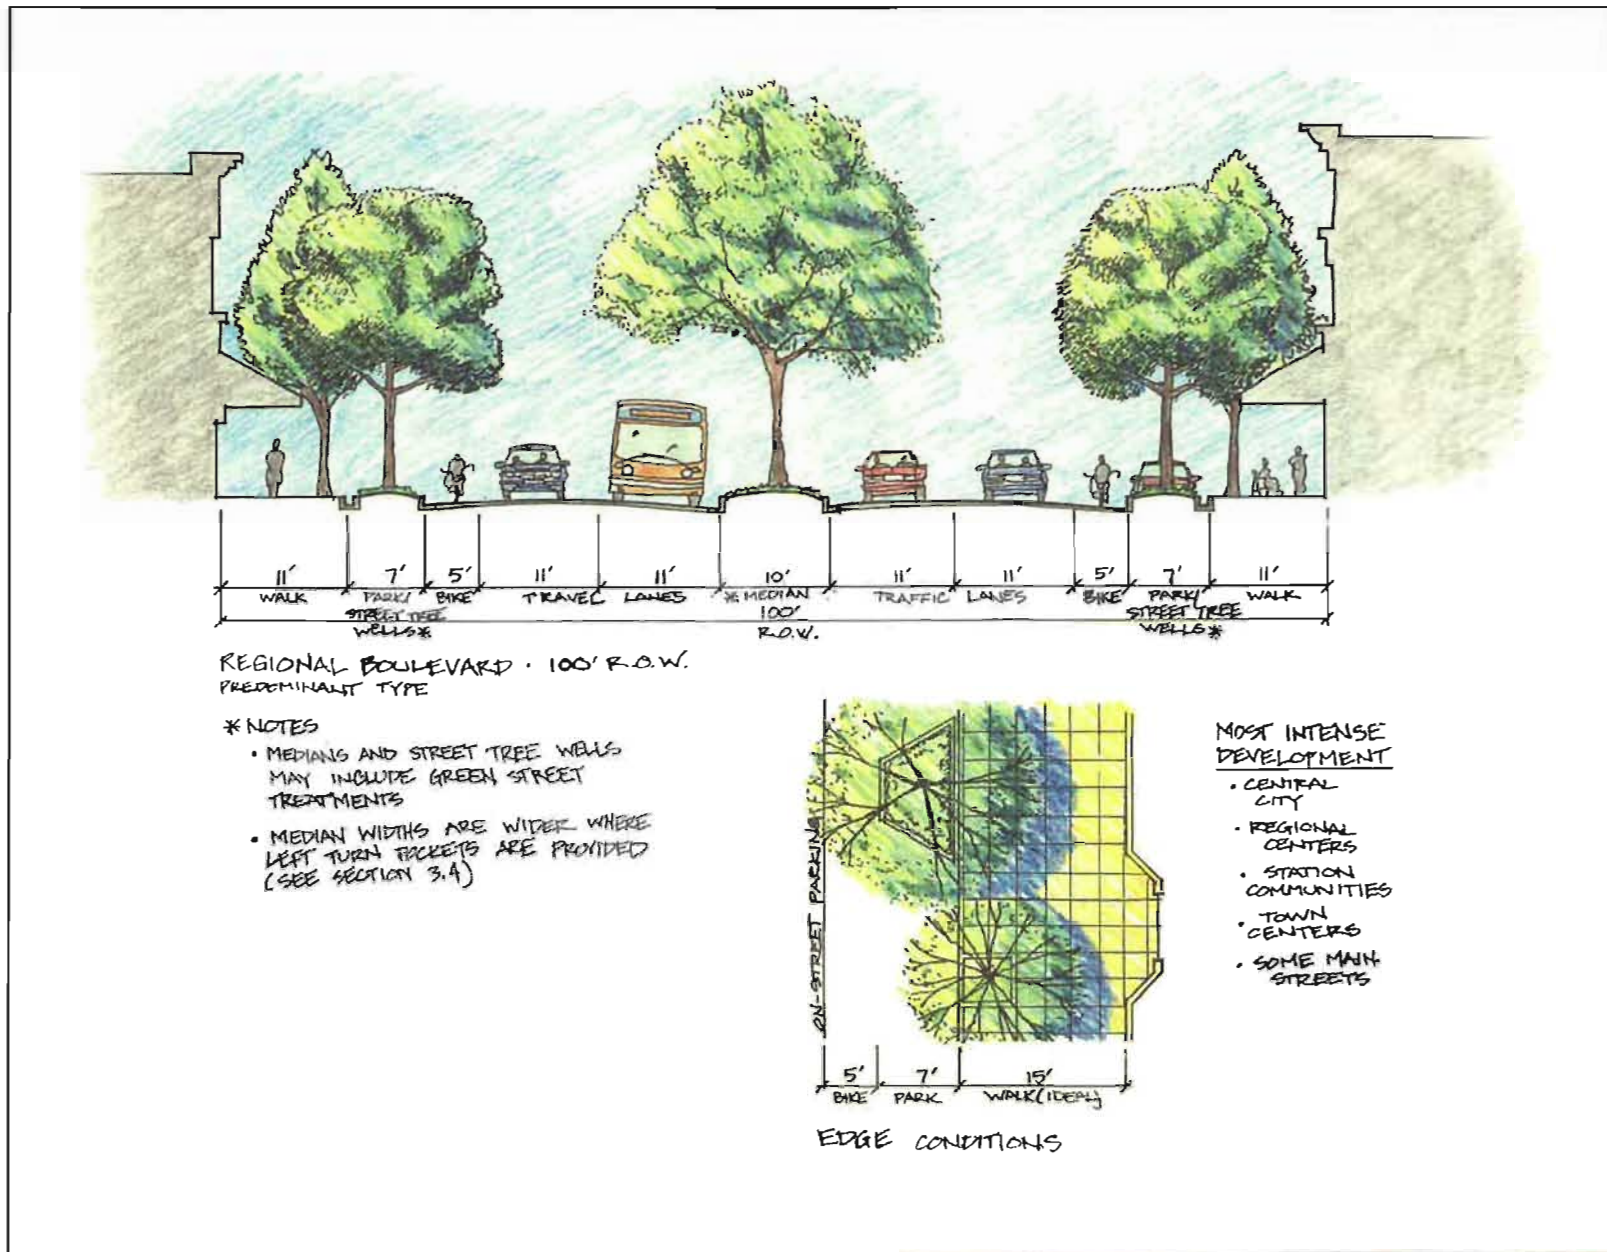 11' 7' 5' 11' 11' 10' 11' 11' 5' 7' 11'
WALK PARK/ BIKE TRAVEL LANES *MEDIAN TRAFFIC LANES BIKE PARK/ WALK
STREET TREE 100' STREET TREE
WELLS* R.O.W. WELLS*
REGIONAL BOULEVARD · 100' R.O.W.
PREDEMINANT TYPE
* NOTES
• MEDIANS AND STREET TREE WELLS
MAY INCLUDE GREEN STREET
TREATMENTS
• MEDIAN WIDTHS ARE WIDER WHERE
LEFT TURN POCKETS ARE PROVIDED
(SEE SECTION 3.4)
ON-STREET PARKING
5' 7' 15'
BIKE PARK WALK (IDEAL)
EDGE CONDITIONS
MOST INTENSE
DEVELOPMENT
• CENTRAL
CITY
• REGIONAL
CENTERS
• STATION
COMMUNITIES
• TOWN
CENTERS
• SOME MAIN
STREETS